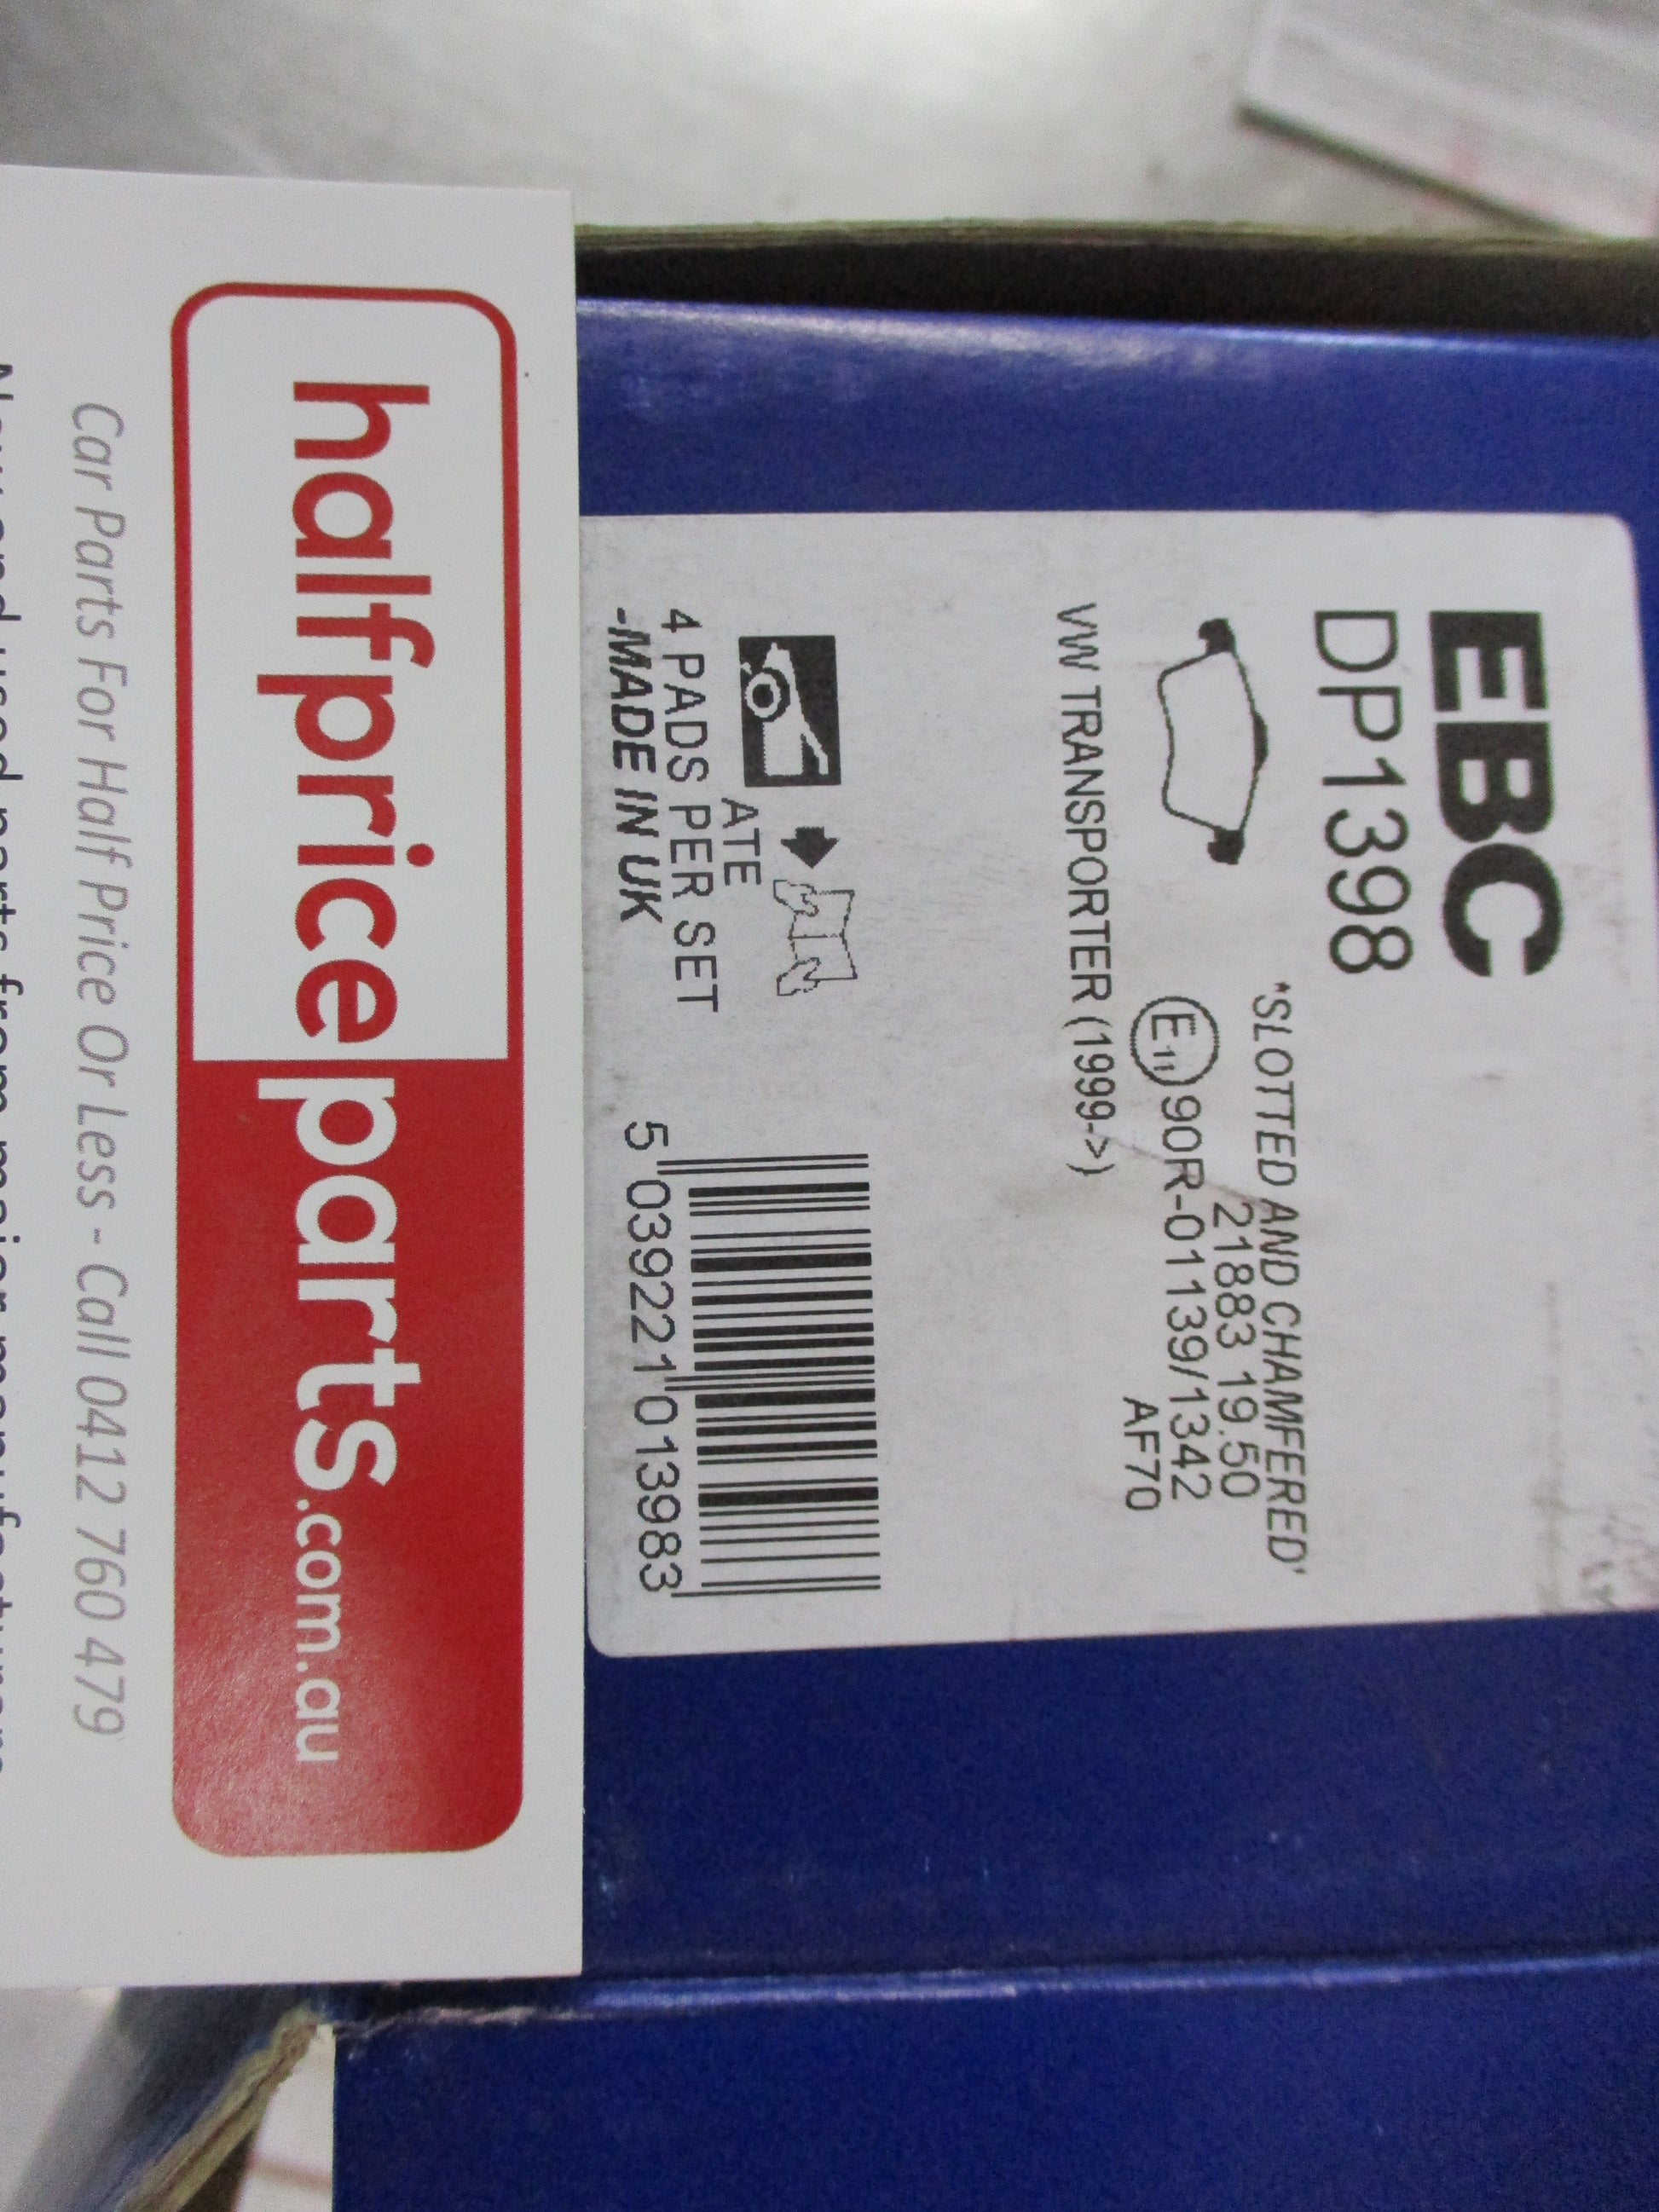 EBC
DP1398
*SLOTTED AND CHAMFERED'
21883 19.50
E11 90R-01139/1342
AF70
VW TRANSPORTER (1999->)
ATE
4 PADS PER SET
-MADE IN UK
5 039221 013983
halfpriceparts.com.au
Car Parts For Half Price Or Less - Call 0412 760 479